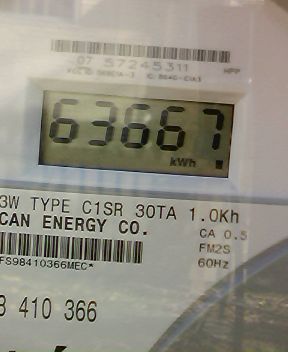 07 57245311
63667
kWh
3W TYPE C1SR 30TA 1.0Kh
CAN ENERGY CO.
CA 0.5
FM2S
FS98410366MEC*
60Hz
8 410 366